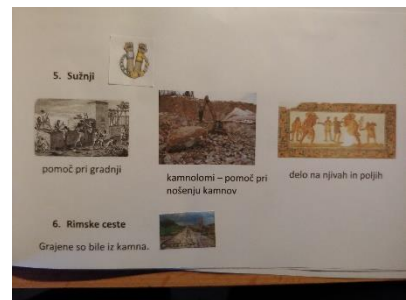 5. Sužnji
pomoč pri gradnji
kamnolomi – pomoč pri
nošenju kamnov
delo na njivah in poljih
6. Rimske ceste
Grajene so bile iz kamna.